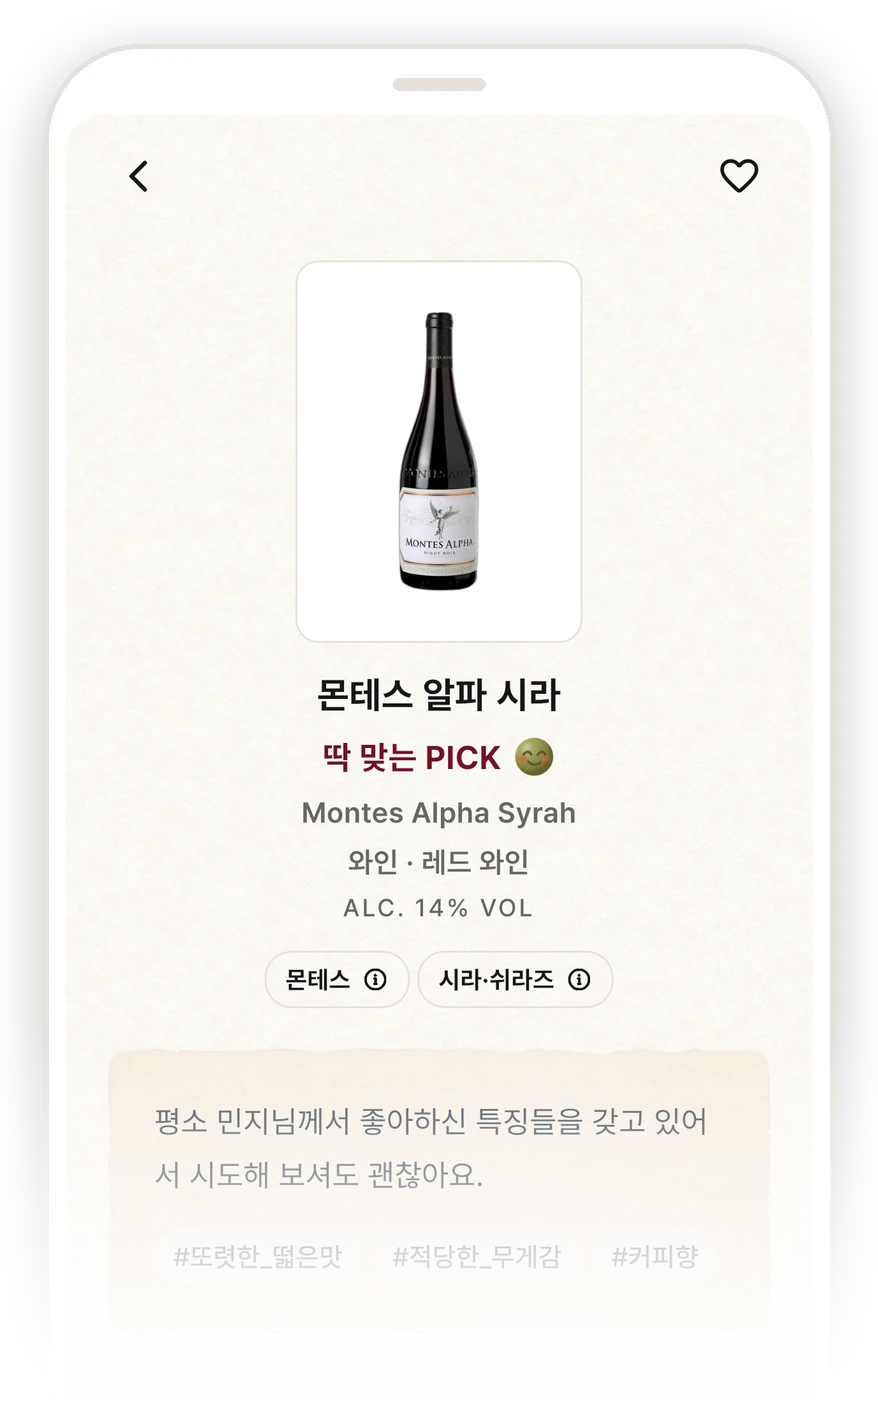 MONTES ALPHA
PINOT NOIR
몬테스 알파 시라
딱 맞는 PICK
Montes Alpha Syrah
와인 · 레드 와인
ALC. 14% VOL
몬테스
시라·쉬라즈
평소 민지님께서 좋아하신 특징들을 갖고 있어
서 시도해 보셔도 괜찮아요.
#또렷한_떫은맛 #적당한_무게감 #커피향